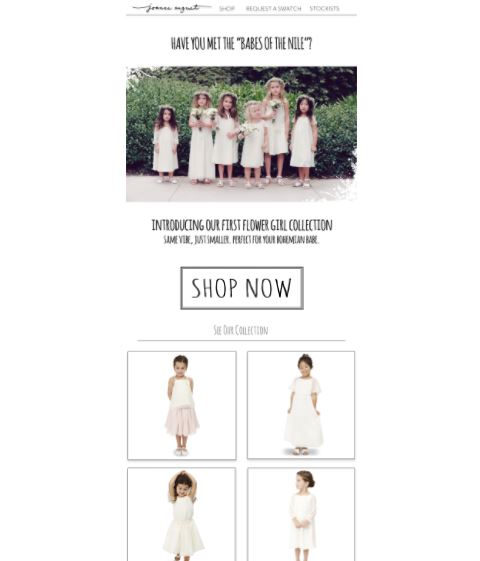 joanna august SHOP REQUEST A SWATCH STOCKISTS
HAVE YOU MET THE "BABES OF THE NILE"?
INTRODUCING OUR FIRST FLOWER GIRL COLLECTION
SAME VIBE, JUST SMALLER. PERFECT FOR YOUR BOHEMIAN BABE.
SHOP NOW
See Our Collection